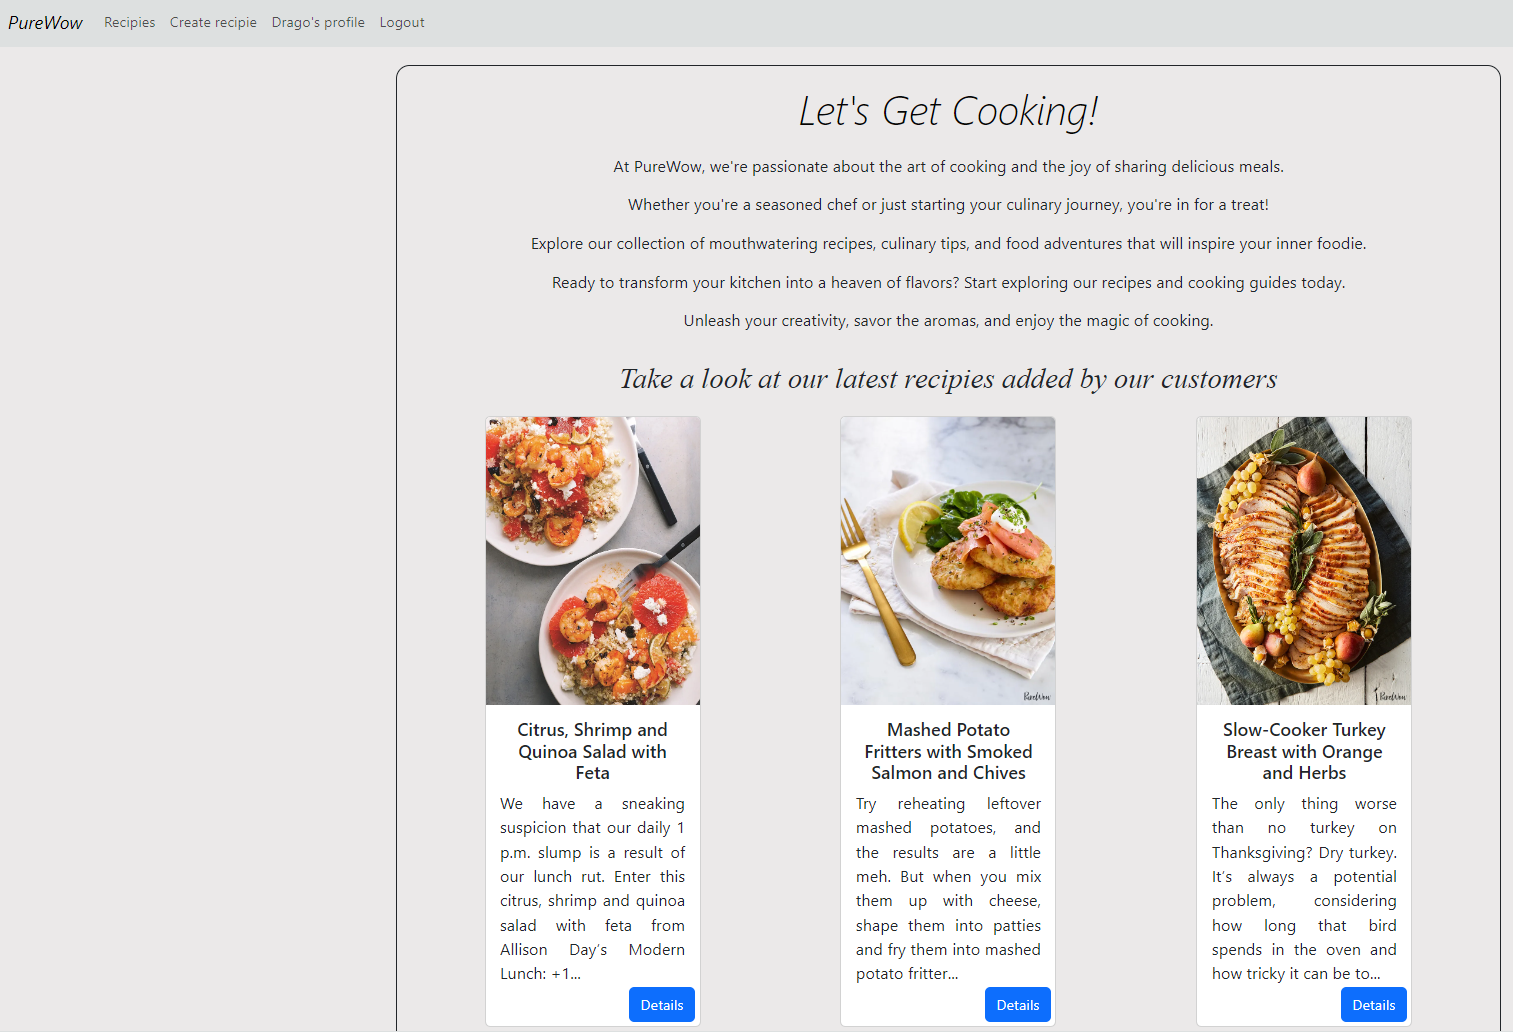 PureWow Recipies Create recipie Drago's profile Logout
Let's Get Cooking!
At PureWow, we're passionate about the art of cooking and the joy of sharing delicious meals.
Whether you're a seasoned chef or just starting your culinary journey, you're in for a treat!
Explore our collection of mouthwatering recipes, culinary tips, and food adventures that will inspire your inner foodie.
Ready to transform your kitchen into a heaven of flavors? Start exploring our recipes and cooking guides today.
Unleash your creativity, savor the aromas, and enjoy the magic of cooking.
Take a look at our latest recipies added by our customers
Citrus, Shrimp and
Quinoa Salad with
Feta
We have a sneaking
suspicion that our daily 1
p.m. slump is a result of
our lunch rut. Enter this
citrus, shrimp and quinoa
salad with feta from
Allison Day’s Modern
Lunch: +1...
Details
PureWow
Mashed Potato
Fritters with Smoked
Salmon and Chives
Try reheating leftover
mashed potatoes, and
the results are a little
meh. But when you mix
them up with cheese,
shape them into patties
and fry them into mashed
potato fritter...
Details
PureWow
Slow-Cooker Turkey
Breast with Orange
and Herbs
The only thing worse
than no turkey on
Thanksgiving? Dry turkey.
It’s always a potential
problem, considering
how long that bird
spends in the oven and
how tricky it can be to...
Details